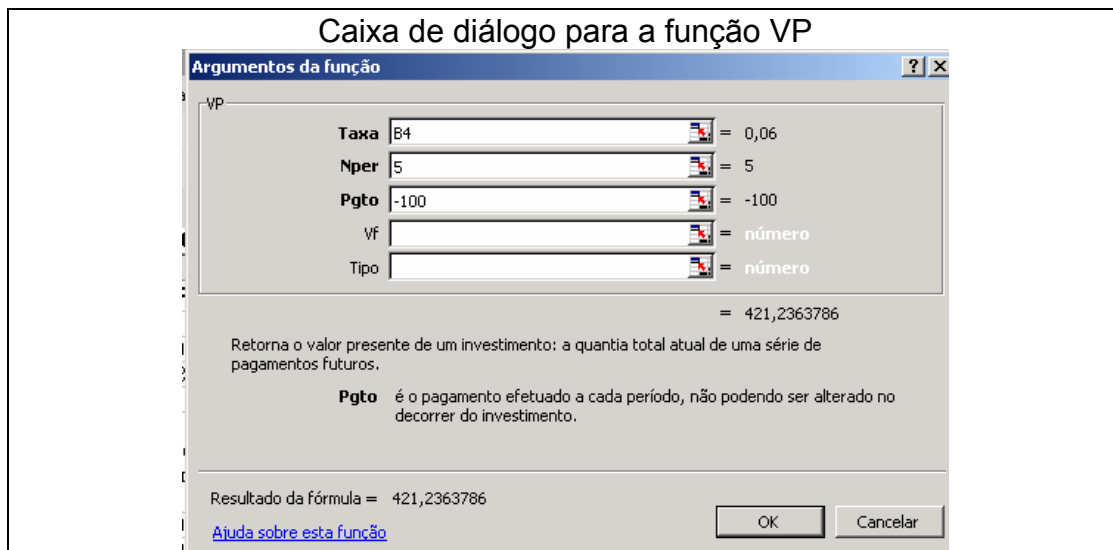 Caixa de diálogo para a função VP
Argumentos da função
VP
Taxa B4 = 0,06
Nper 5 = 5
Pgto -100 = -100
Vf = número
Tipo = número
= 421,2363786
Retorna o valor presente de um investimento: a quantia total atual de uma série de
pagamentos futuros.
Pgto é o pagamento efetuado a cada período, não podendo ser alterado no
decorrer do investimento.
Resultado da fórmula = 421,2363786
Ajuda sobre esta função
OK Cancelar